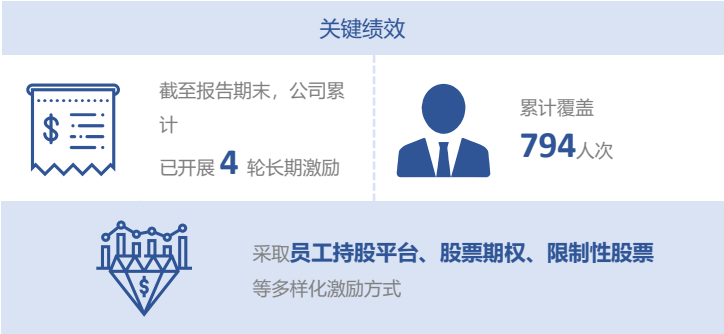 关键绩效
截至报告期末，公司累
计
已开展 4 轮长期激励
累计覆盖
794人次
采取员工持股平台、股票期权、限制性股票
等多样化激励方式
$
$